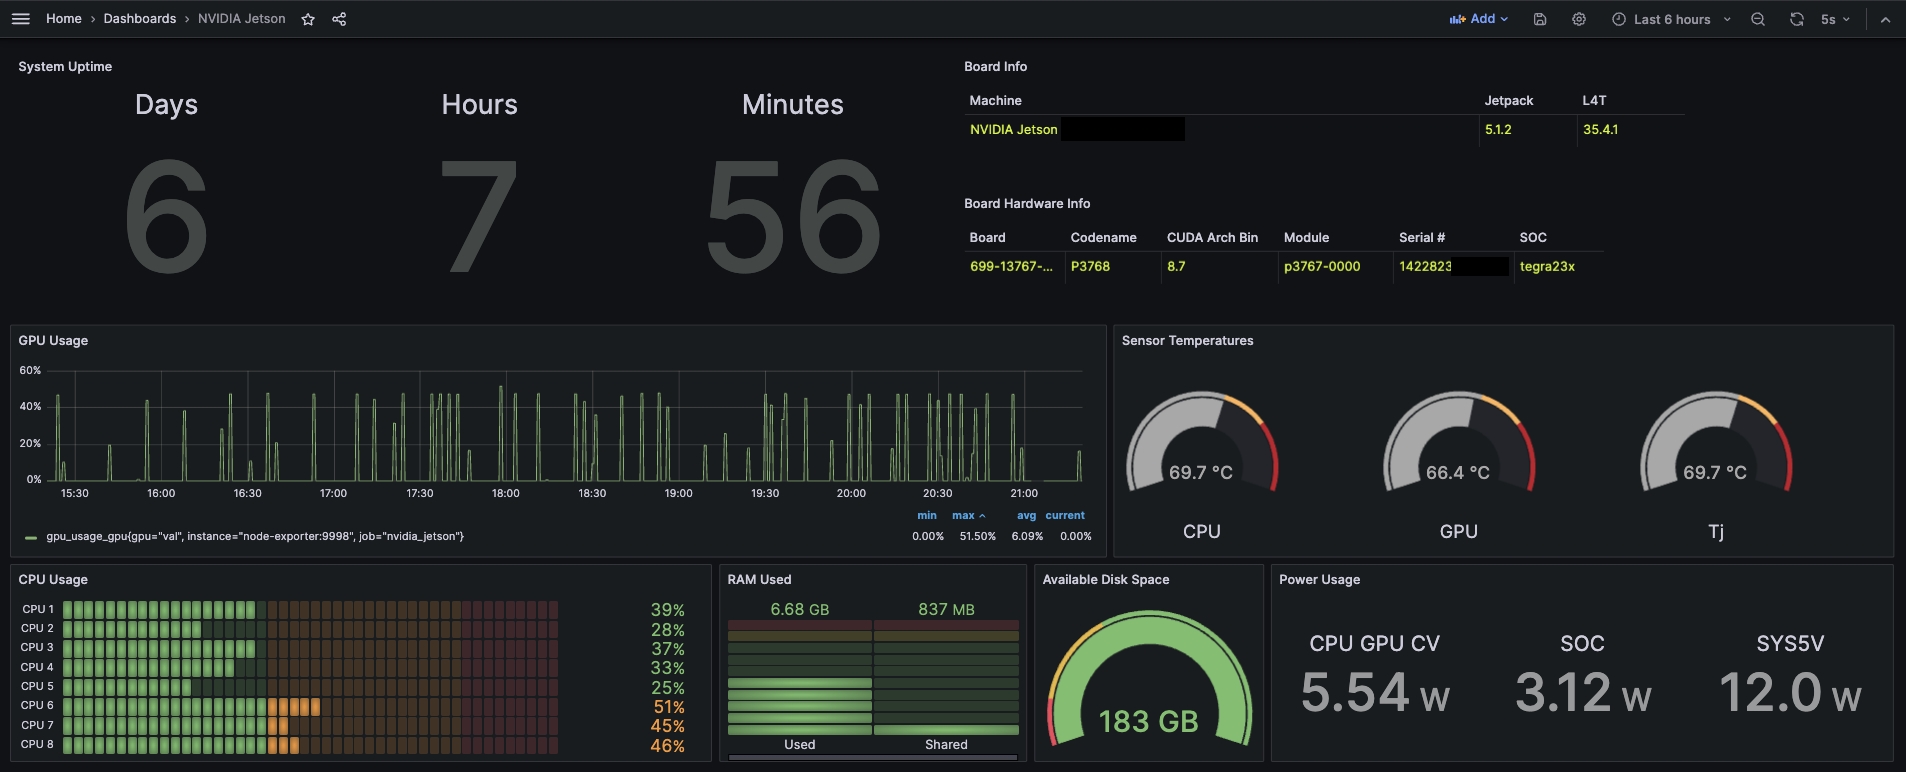 Home › Dashboards › NVIDIA Jetson
Add
Last 6 hours
5s
System Uptime
Days Hours Minutes
6 7 56
Board Info
Machine Jetpack L4T
NVIDIA Jetson 5.1.2 35.4.1
Board Hardware Info
Board Codename CUDA Arch Bin Module Serial # SOC
699-13767-... P3768 8.7 p3767-0000 1422823 tegra23x
GPU Usage
60%
40%
20%
0%
15:30 16:00 16:30 17:00 17:30 18:00 18:30 19:00 19:30 20:00 20:30 21:00
min max avg current
gpu_usage_gpu{gpu="val", instance="node-exporter:9998", job="nvidia_jetson"} 0.00% 51.50% 6.09% 0.00%
Sensor Temperatures
69.7 °C 66.4 °C 69.7 °C
CPU GPU Tj
CPU Usage
CPU 1 39%
CPU 2 28%
CPU 3 37%
CPU 4 33%
CPU 5 25%
CPU 6 51%
CPU 7 45%
CPU 8 46%
RAM Used
6.68 GB 837 MB
Used Shared
Available Disk Space
183 GB
Power Usage
CPU GPU CV SOC SYS5V
5.54 W 3.12 W 12.0 W